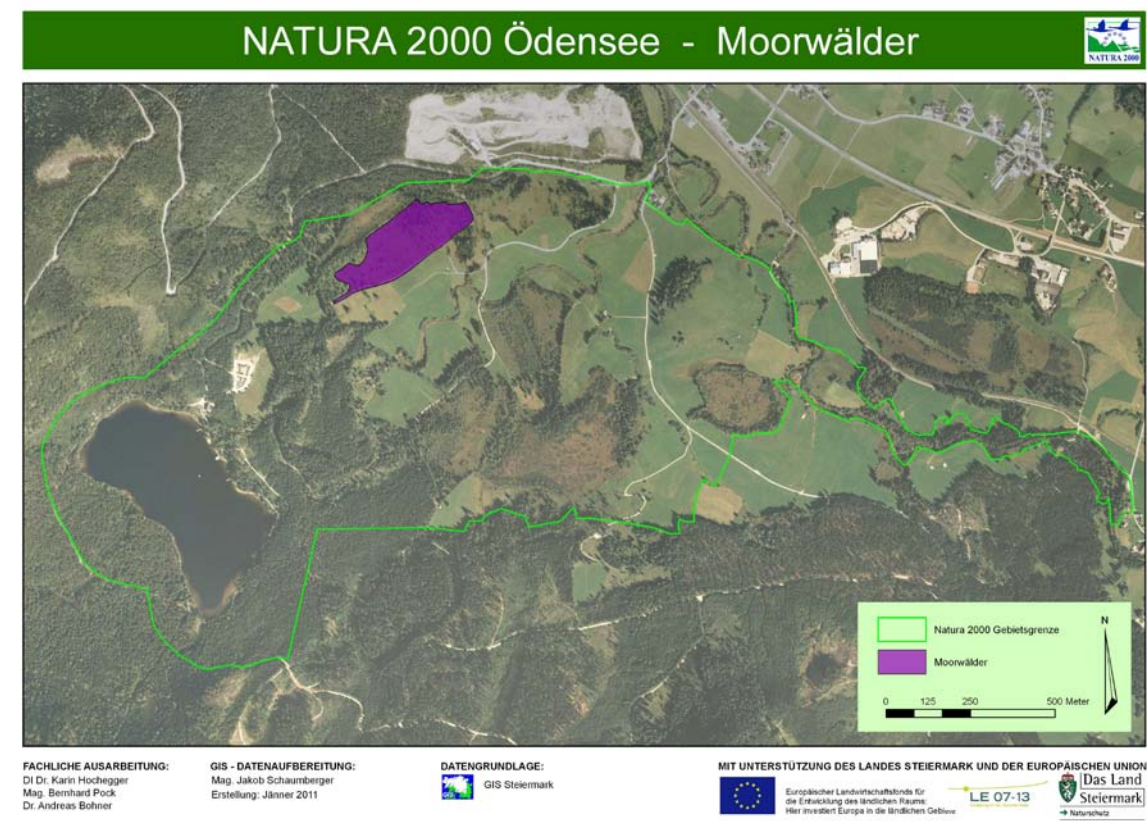 NATURA 2000 Ödensee - Moorwälder
NATURA 2000
Natura 2000 Gebietsgrenze
Moorwälder
N
0 125 250 500 Meter
FACHLICHE AUSARBEITUNG:
DI Dr. Karin Hochegger
Mag. Bernhard Pock
Dr. Andreas Bohner
GIS - DATENAUFBEREITUNG:
Mag. Jakob Schaumberger
Erstellung: Jänner 2011
DATENGRUNDLAGE:
GIS
GIS Steiermark
MIT UNTERSTÜTZUNG DES LANDES STEIERMARK UND DER EUROPÄISCHEN UNION
Europäischer Landwirtschaftsfonds für
die Entwicklung des ländlichen Raums:
Hier investiert Europa in die ländlichen Gebiete
LE 07-13
Das Land
Steiermark
→ Naturschutz